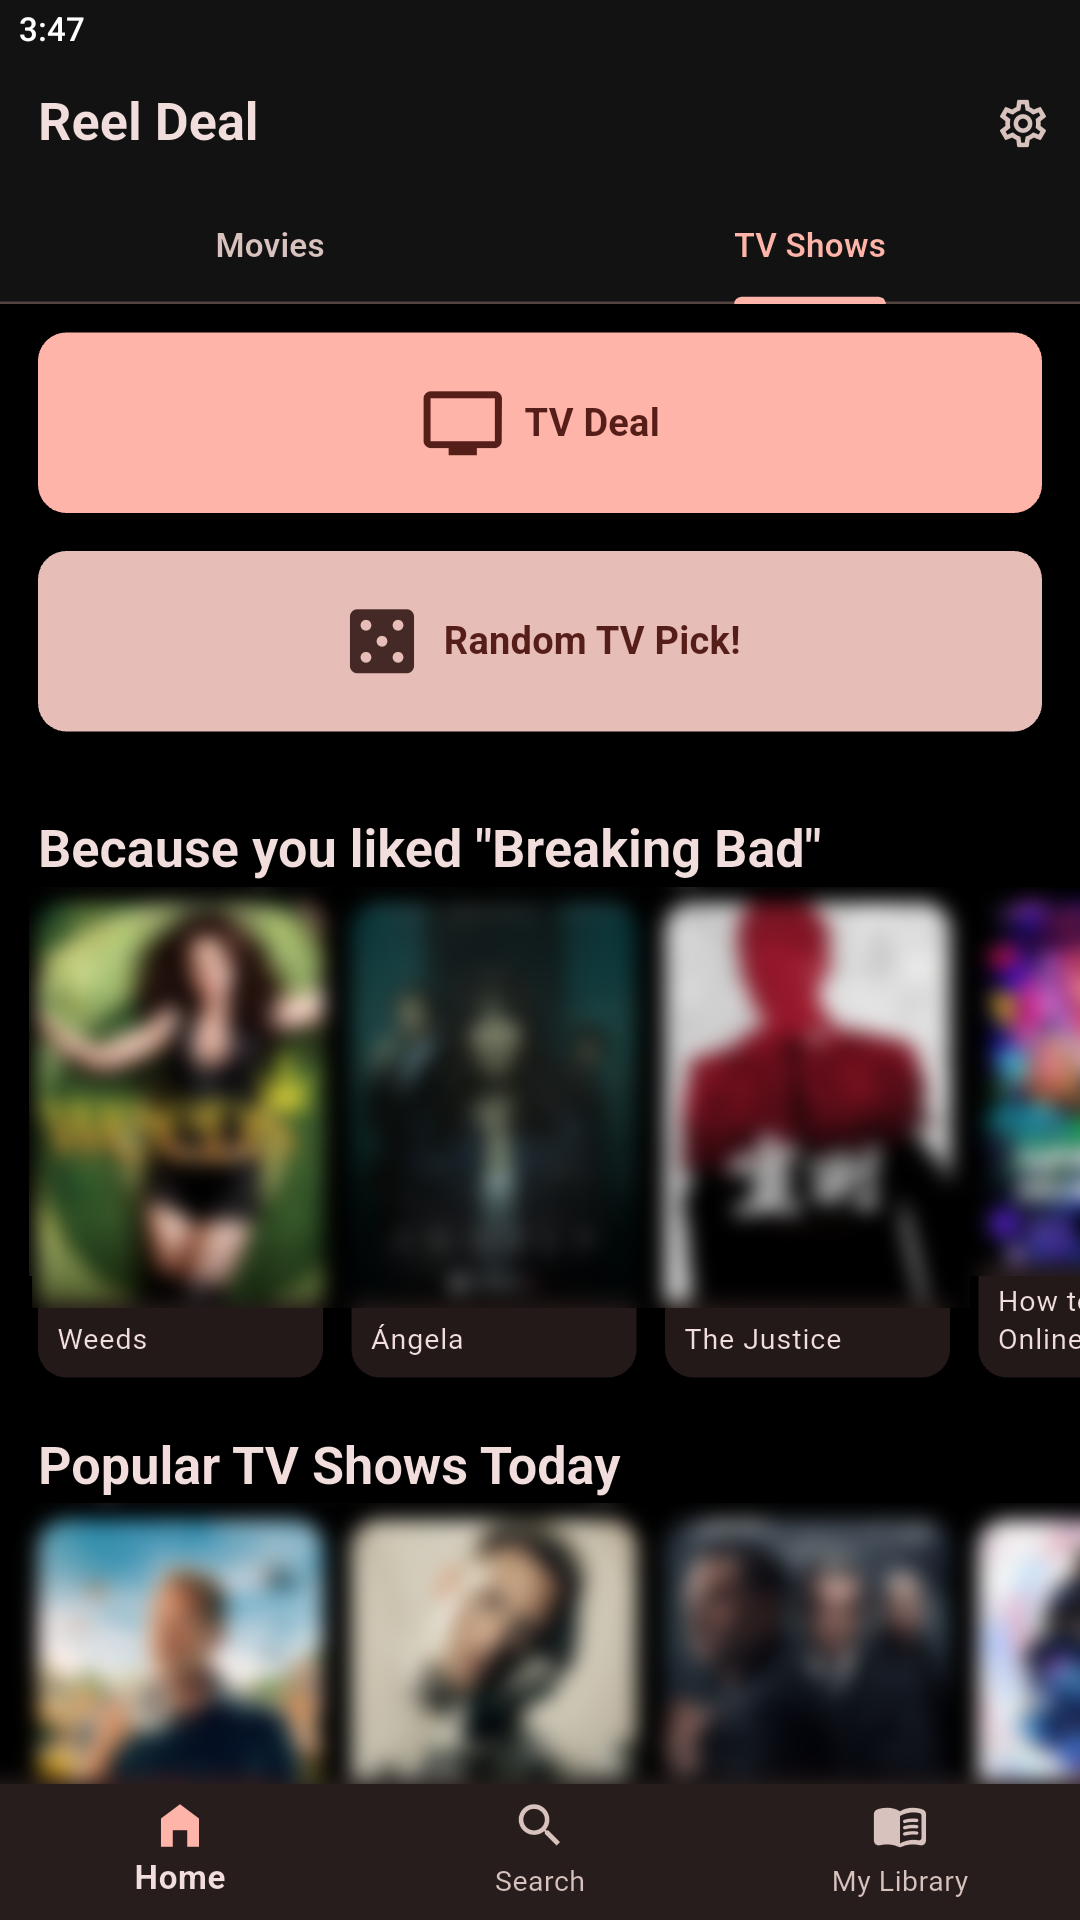 3:47
Reel Deal
Movies
TV Shows
TV Deal
Random TV Pick!
Because you liked "Breaking Bad"
Weeds
Ángela
The Justice
How to
Online
Popular TV Shows Today
Home
Search
My Library